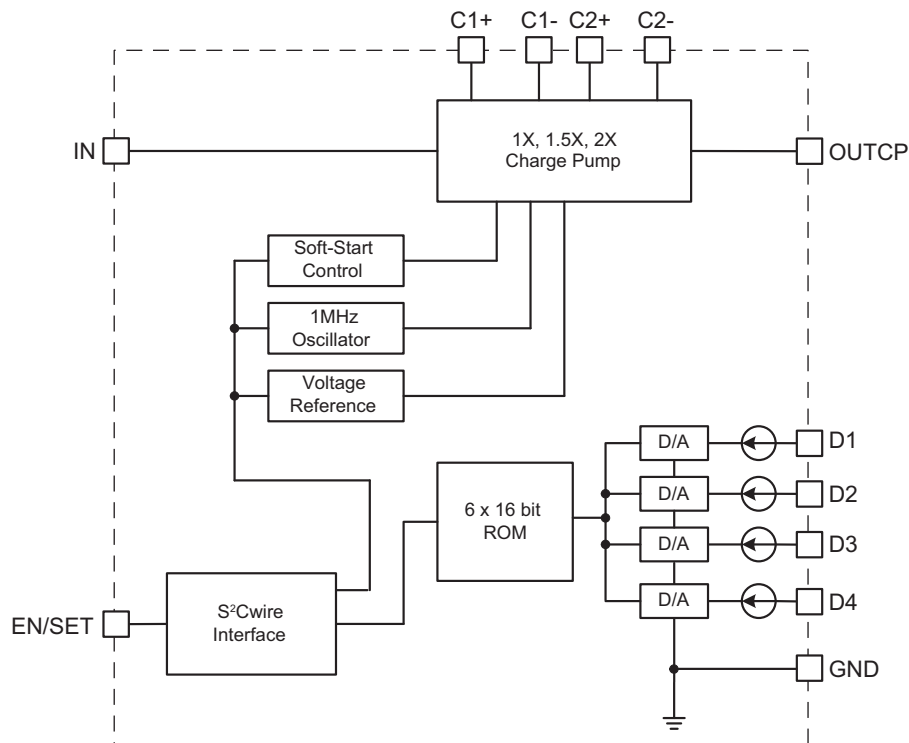 C1+ C1- C2+ C2-
IN
1X, 1.5X, 2X
Charge Pump
OUTCP
Soft-Start
Control
1MHz
Oscillator
Voltage
Reference
D/A
D1
D/A
D2
D/A
D3
D/A
D4
6 x 16 bit
ROM
EN/SET
S²Cwire
Interface
GND